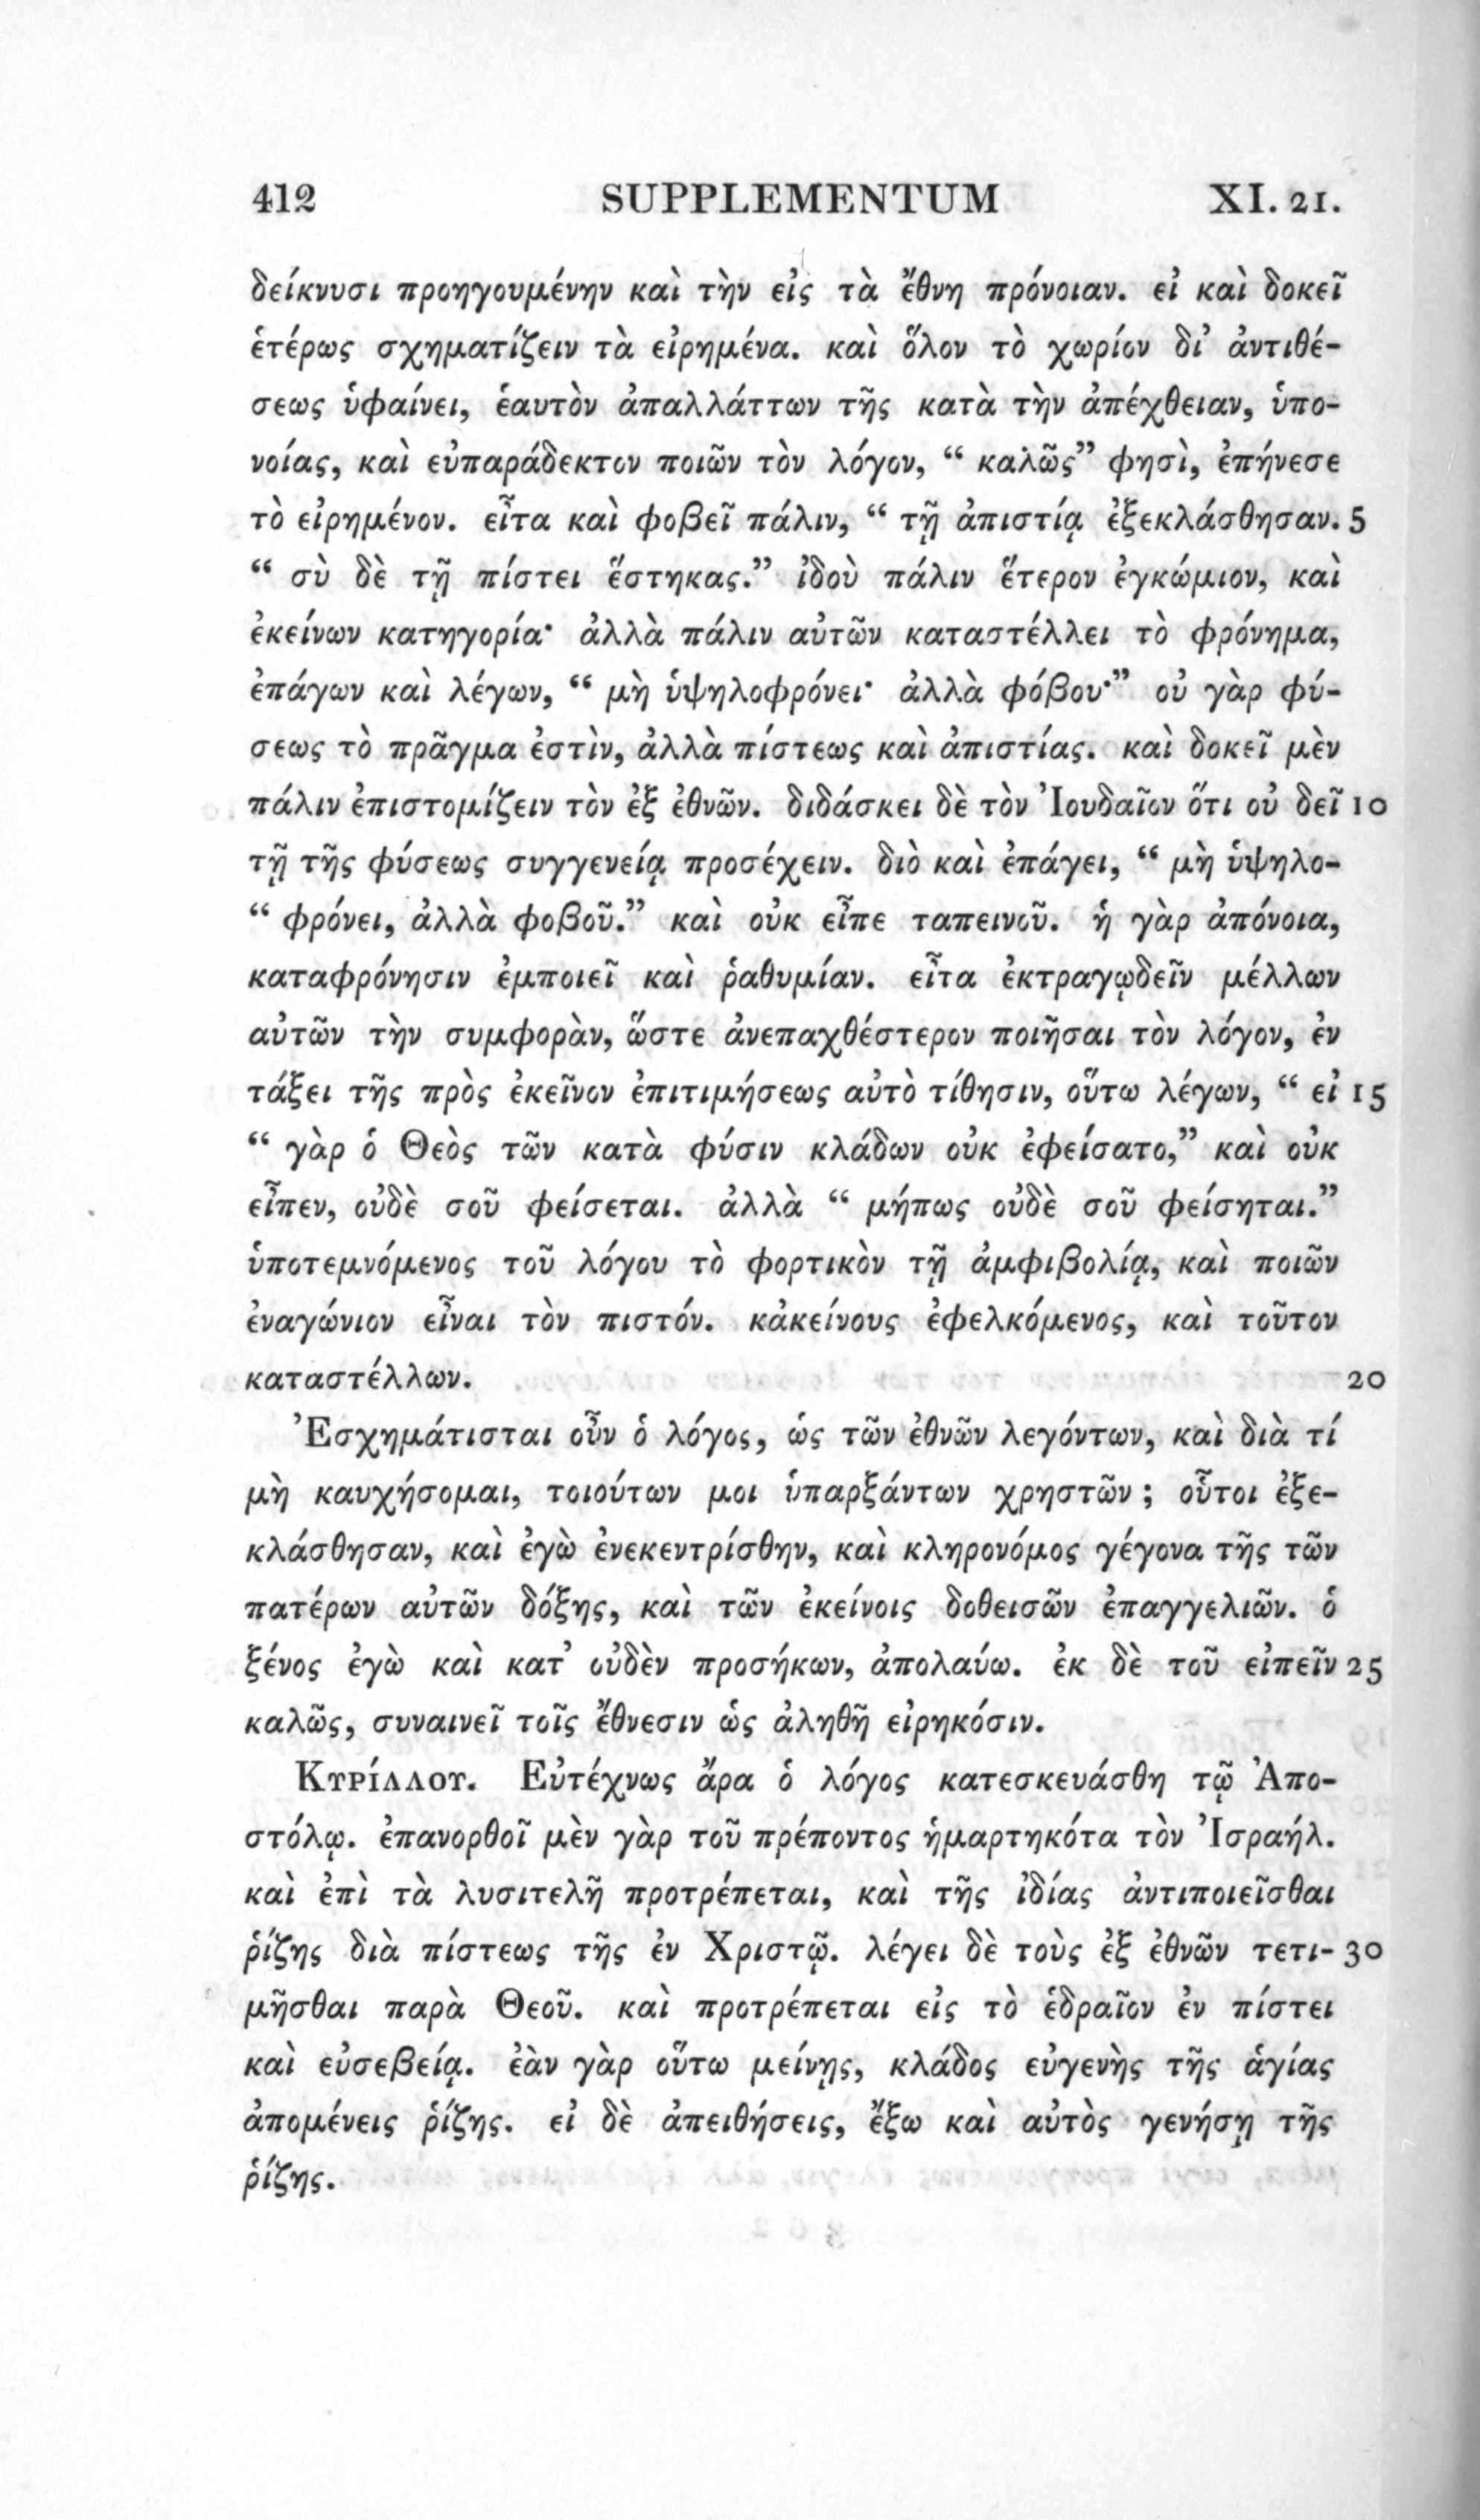 412 SUPPLEMENTUM XI. 21.
δείκνυσι προηγουμένην καὶ τὴν εἰς τὰ ἔθνη πρόνοιαν. εἰ καὶ δοκεῖ
ἑτέρως σχηματίζειν τὰ εἰρημένα. καὶ ὅλον τὸ χωρίον δι’ ἀντιθέ-
σεως ὑφαίνει, ἑαυτὸν ἀπαλλάττων τῆς κατὰ τὴν ἀπέχθειαν, ὑπο-
νοίας, καὶ εὐπαράδεκτον ποιῶν τὸν λόγον, “ καλῶς” φησὶ, ἐπήνεσε
τὸ εἰρημένον. εἶτα καὶ φοβεῖ πάλιν, “ τῇ ἀπιστίᾳ ἐξεκλάσθησαν. 5
“ σὺ δὲ τῇ πίστει ἕστηκας.” ἰδοὺ πάλιν ἕτερον ἐγκώμιον, καὶ
ἐκείνων κατηγορία· ἀλλὰ πάλιν αὐτῶν καταστέλλει τὸ φρόνημα,
ἐπάγων καὶ λέγων, “ μὴ ὑψηλοφρόνει· ἀλλὰ φόβου·” οὐ γὰρ φύ-
σεως τὸ πρᾶγμα ἐστὶν, ἀλλὰ πίστεως καὶ ἀπιστίας. καὶ δοκεῖ μὲν
πάλιν ἐπιστομίζειν τὸν ἐξ ἐθνῶν. διδάσκει δὲ τὸν Ἰουδαῖον ὅτι οὐ δεῖ 10
τῇ τῆς φύσεως συγγενείᾳ προσέχειν. διὸ καὶ ἐπάγει, “ μὴ ὑψηλο-
“ φρόνει, ἀλλὰ φοβοῦ.” καὶ οὐκ εἶπε ταπεινοῦ. ἡ γὰρ ἀπόνοια,
καταφρόνησιν ἐμποιεῖ καὶ ῥαθυμίαν. εἶτα ἐκτραγῳδεῖν μέλλων
αὐτῶν τὴν συμφορὰν, ὥστε ἀνεπαχθέστερον ποιῆσαι τὸν λόγον, ἐν
τάξει τῆς πρὸς ἐκεῖνον ἐπιτιμήσεως αὐτὸ τίθησιν, οὕτω λέγων, “ εἰ 15
“ γὰρ ὁ Θεὸς τῶν κατὰ φύσιν κλάδων οὐκ ἐφείσατο,” καὶ οὐκ
εἶπεν, οὐδὲ σοῦ φείσεται. ἀλλὰ “ μήπως οὐδὲ σοῦ φείσηται.”
ὑποτεμνόμενος τοῦ λόγου τὸ φορτικὸν τῇ ἀμφιβολίᾳ, καὶ ποιῶν
ἐναγώνιον εἶναι τὸν πιστόν. κἀκείνους ἐφελκόμενος, καὶ τοῦτον
καταστέλλων. 20
Ἐσχημάτισται οὖν ὁ λόγος, ὡς τῶν ἐθνῶν λεγόντων, καὶ διὰ τί
μὴ καυχήσομαι, τοιούτων μοι ὑπαρξάντων χρηστῶν ; οὗτοι ἐξε-
κλάσθησαν, καὶ ἐγὼ ἐνεκεντρίσθην, καὶ κληρονόμος γέγονα τῆς τῶν
πατέρων αὐτῶν δόξης, καὶ τῶν ἐκείνοις δοθεισῶν ἐπαγγελιῶν. ὁ
ξένος ἐγὼ καὶ κατ’ οὐδὲν προσήκων, ἀπολαύω. ἐκ δὲ τοῦ εἰπεῖν 25
καλῶς, συναινεῖ τοῖς ἔθνεσιν ὡς ἀληθῆ εἰρηκόσιν.
Κυρίλλου. Εὐτέχνως ἄρα ὁ λόγος κατεσκευάσθη τῷ Ἀπο-
στόλῳ. ἐπανορθοῖ μὲν γὰρ τοῦ πρέποντος ἡμαρτηκότα τὸν Ἰσραήλ.
καὶ ἐπὶ τὰ λυσιτελῆ προτρέπεται, καὶ τῆς ἰδίας ἀντιποιεῖσθαι
ῥίζης διὰ πίστεως τῆς ἐν Χριστῷ. λέγει δὲ τοὺς ἐξ ἐθνῶν τετι- 30
μῆσθαι παρὰ Θεοῦ. καὶ προτρέπεται εἰς τὸ ἑδραῖον ἐν πίστει
καὶ εὐσεβείᾳ. ἐὰν γὰρ οὕτω μείνῃς, κλάδος εὐγενὴς τῆς ἁγίας
ἀπομένεις ῥίζης. εἰ δὲ ἀπειθήσεις, ἔξω καὶ αὐτὸς γενήσῃ τῆς
ῥίζης.